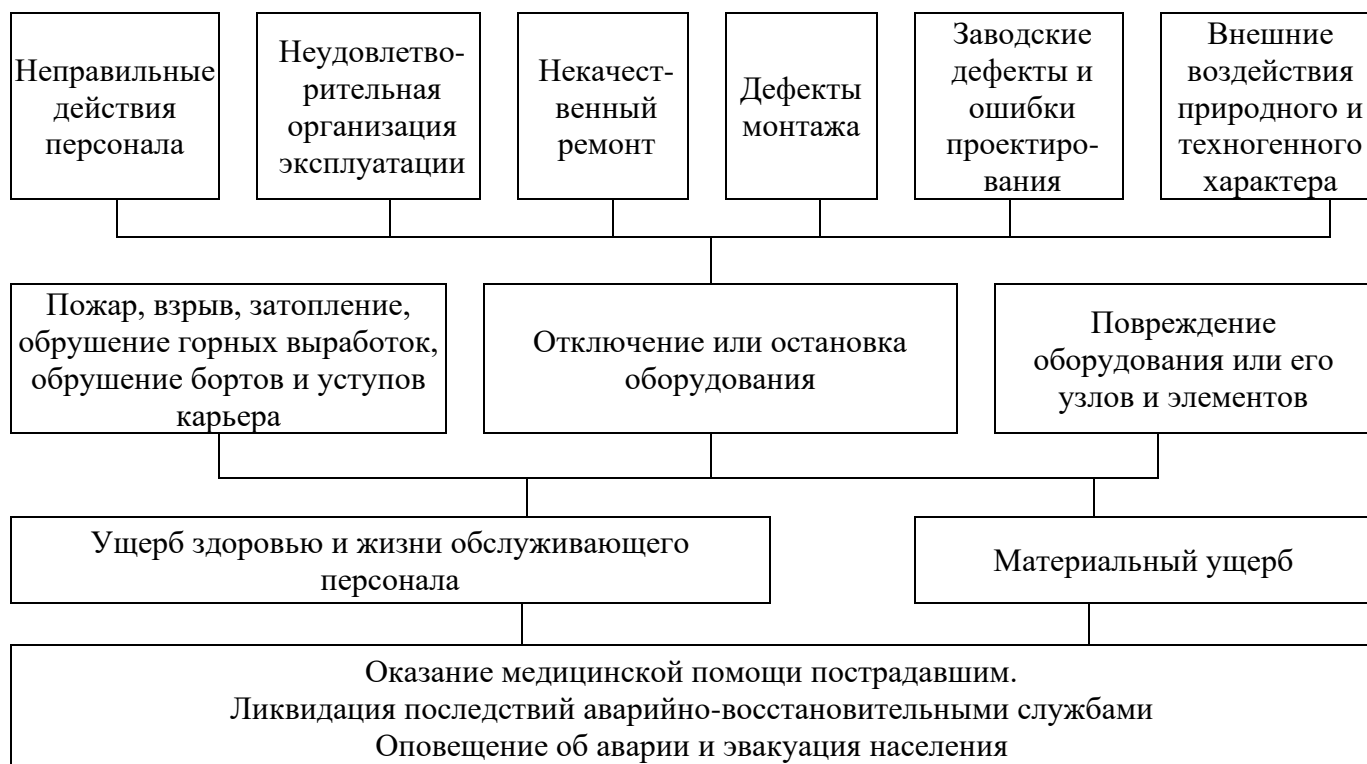 Неправильные
действия
персонала
Неудовлетво-
рительная
организация
эксплуатации
Некачест-
венный
ремонт
Дефекты
монтажа
Заводские
дефекты и
ошибки
проектиро-
вания
Внешние
воздействия
природного и
техногенного
характера
Пожар, взрыв, затопление,
обрушение горных выработок,
обрушение бортов и уступов
карьера
Отключение или остановка
оборудования
Повреждение
оборудования или его
узлов и элементов
Ущерб здоровью и жизни обслуживающего
персонала
Материальный ущерб
Оказание медицинской помощи пострадавшим.
Ликвидация последствий аварийно-восстановительными службами
Оповещение об аварии и эвакуация населения